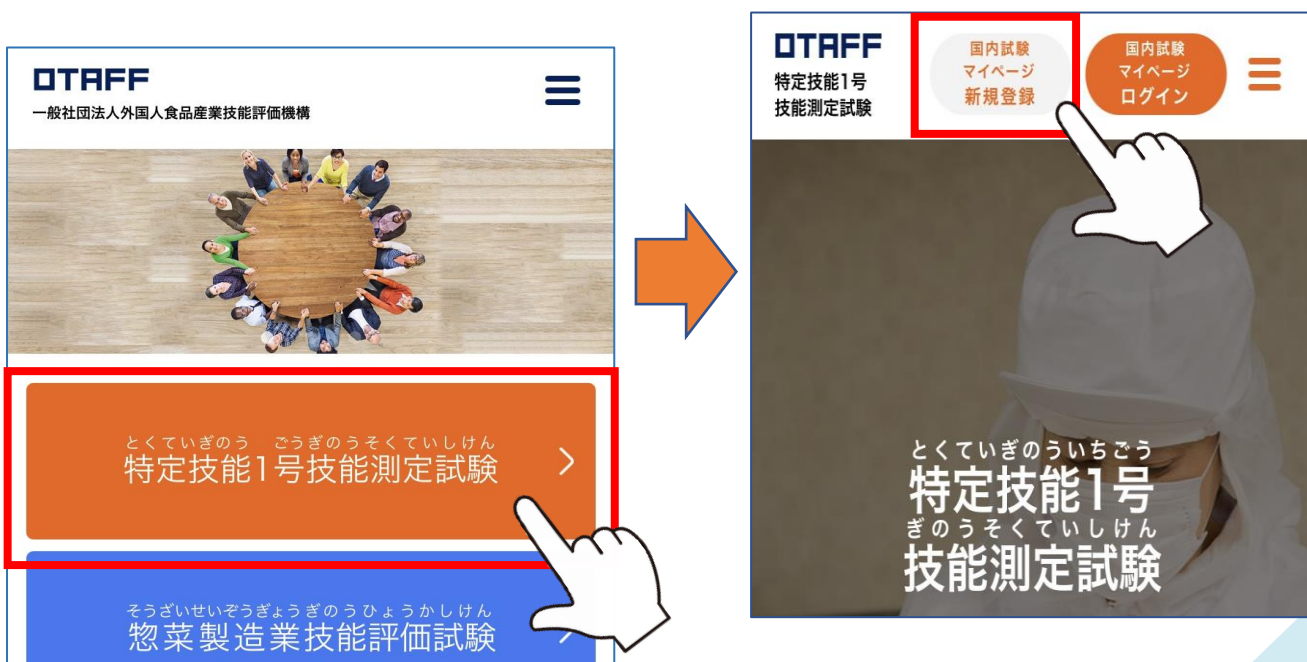 OTAFF
一般社団法人外国人食品産業技能評価機構
とくていぎのう　ごうぎのうそくていしけん
特定技能1号技能測定試験
そうざいせいぞうぎょうぎのうひょうかしけん
惣菜製造業技能評価試験
OTAFF
特定技能1号
技能測定試験
国内試験
マイページ
新規登録
国内試験
マイページ
ログイン
とくていぎのういちごう
特定技能1号
ぎのうそくていしけん
技能測定試験